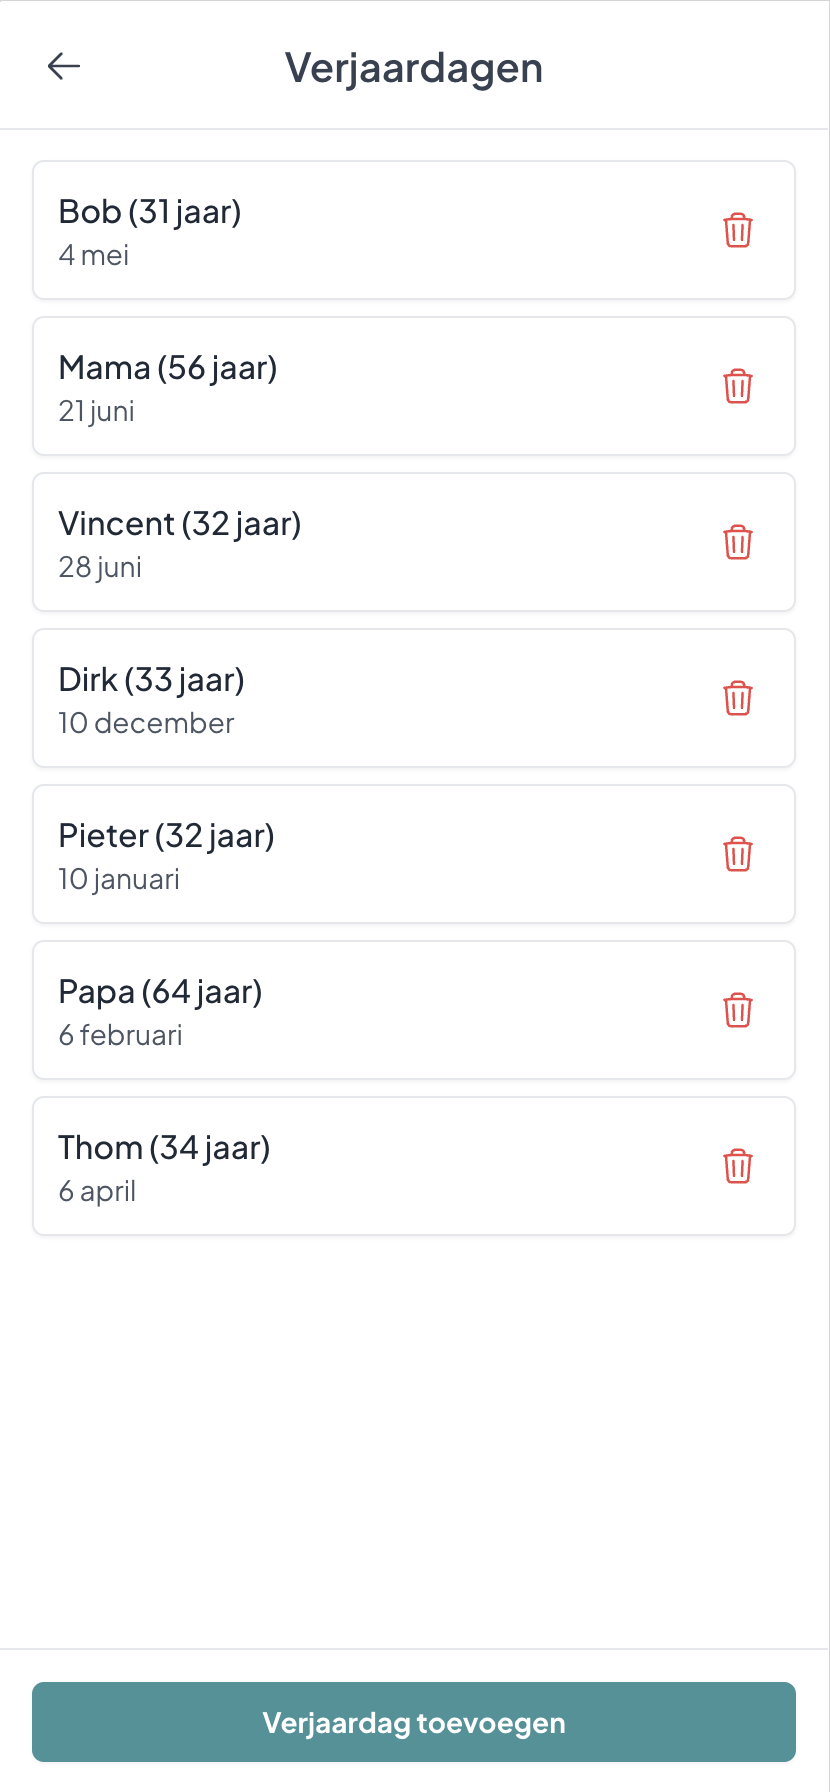 Verjaardagen
Bob (31 jaar)
4 mei
Mama (56 jaar)
21 juni
Vincent (32 jaar)
28 juni
Dirk (33 jaar)
10 december
Pieter (32 jaar)
10 januari
Papa (64 jaar)
6 februari
Thom (34 jaar)
6 april
Verjaardag toevoegen